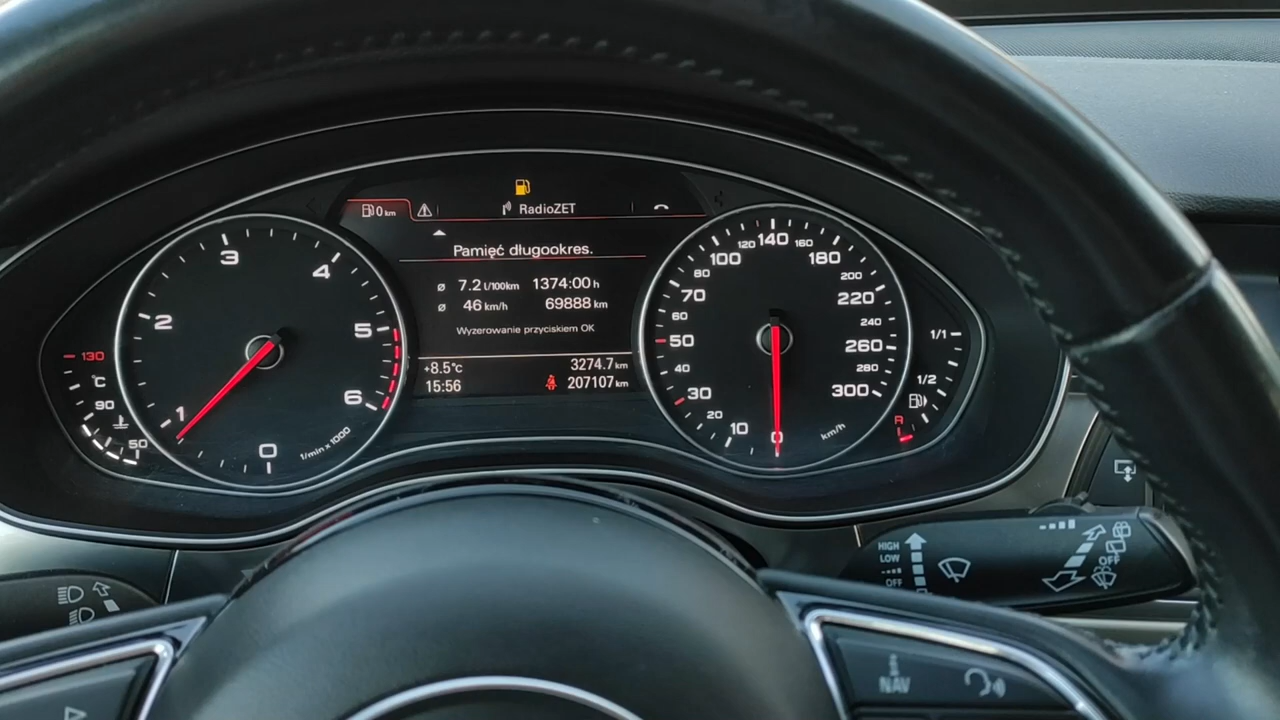 0 km
RadioZET
Pamięć długookres.
ø 7.2 l/100km 1374:00 h
ø 46 km/h 69888 km
Wyzerowanie przyciskiem OK
+8.5°C 3274.7 km
15:56 207107 km
130
°C
90
50
0
1
2
3
4
5
6
1/min x 1000
0
10
20
30
40
50
60
70
80
100
120
140
160
180
200
220
240
260
280
300
km/h
1/1
1/2
R
HIGH
LOW
OFF
OFF
NAV